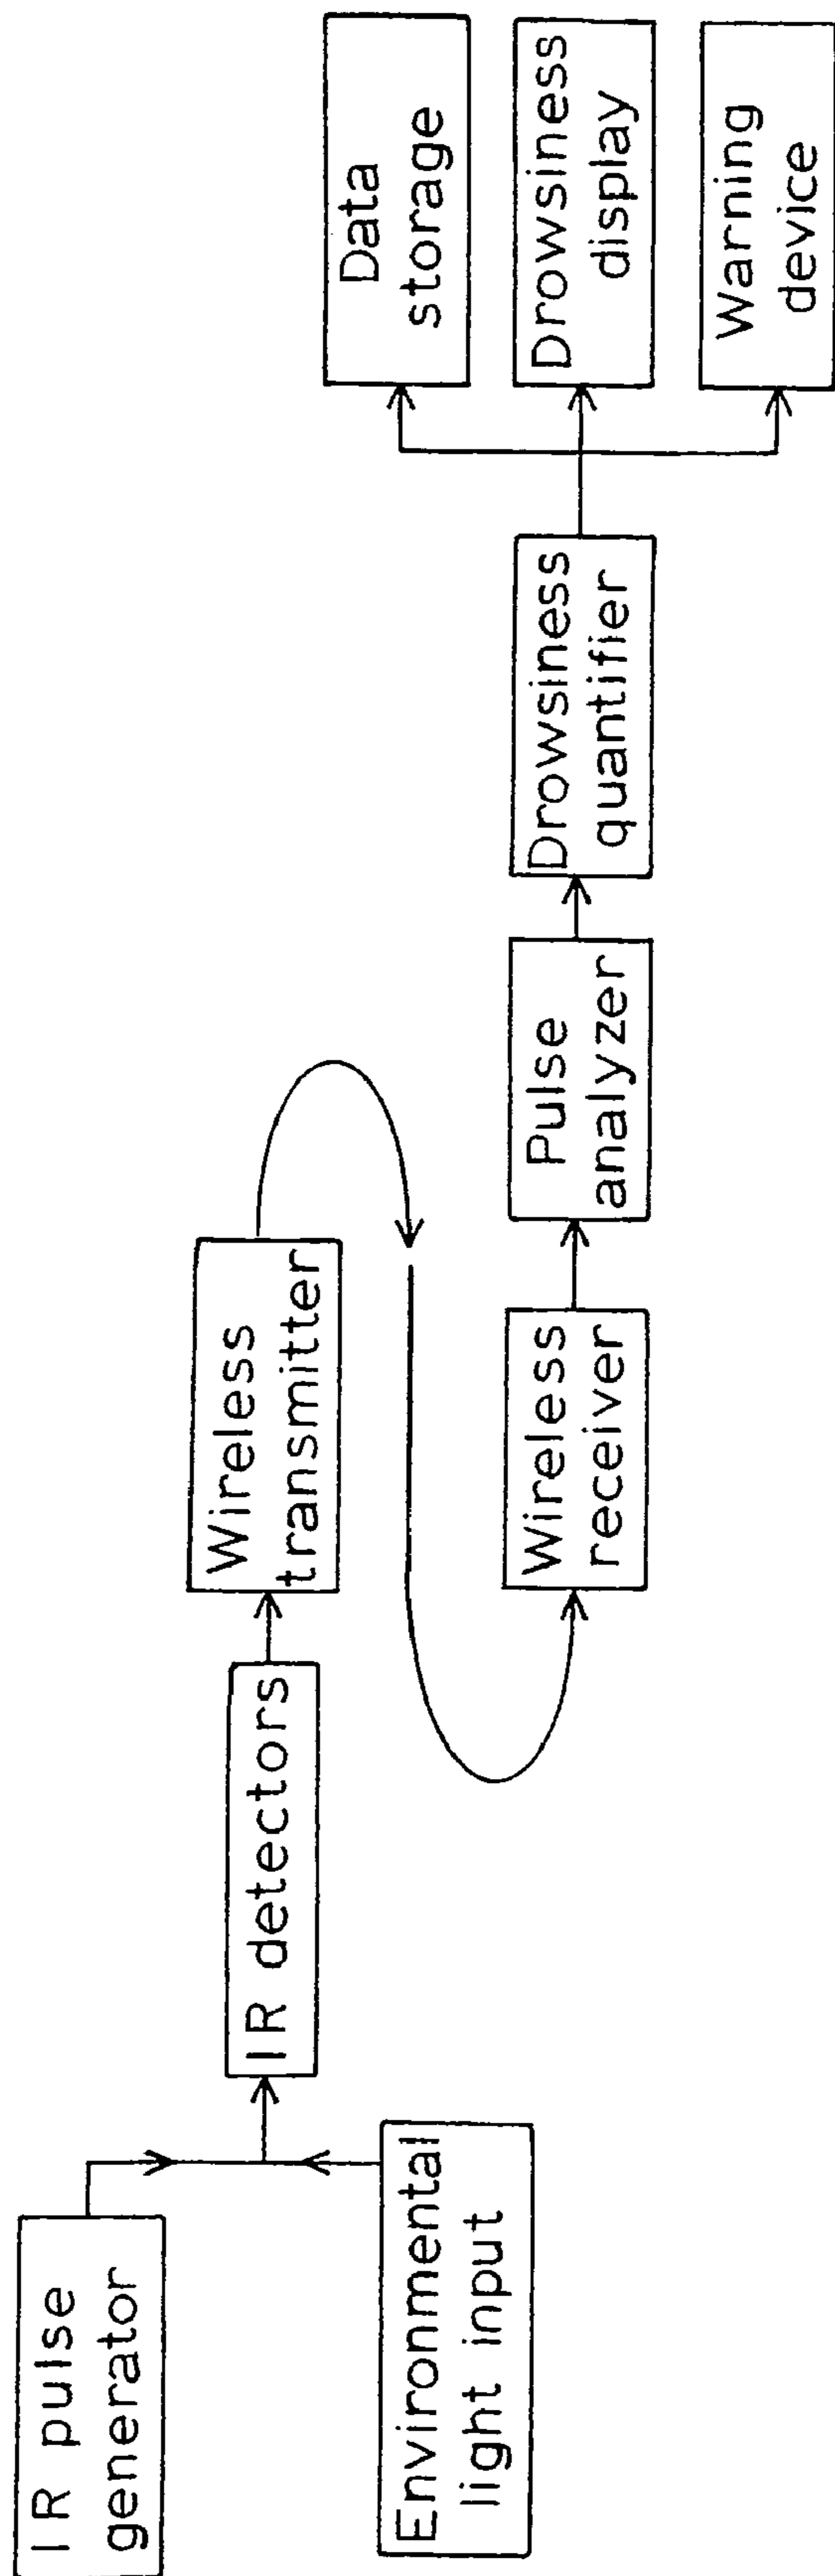 IR pulse
generator
Environmental
light input
IR detectors
Wireless
transmitter
Wireless
receiver
Pulse
analyzer
Drowsiness
quantifier
Data
storage
Drowsiness
display
Warning
device